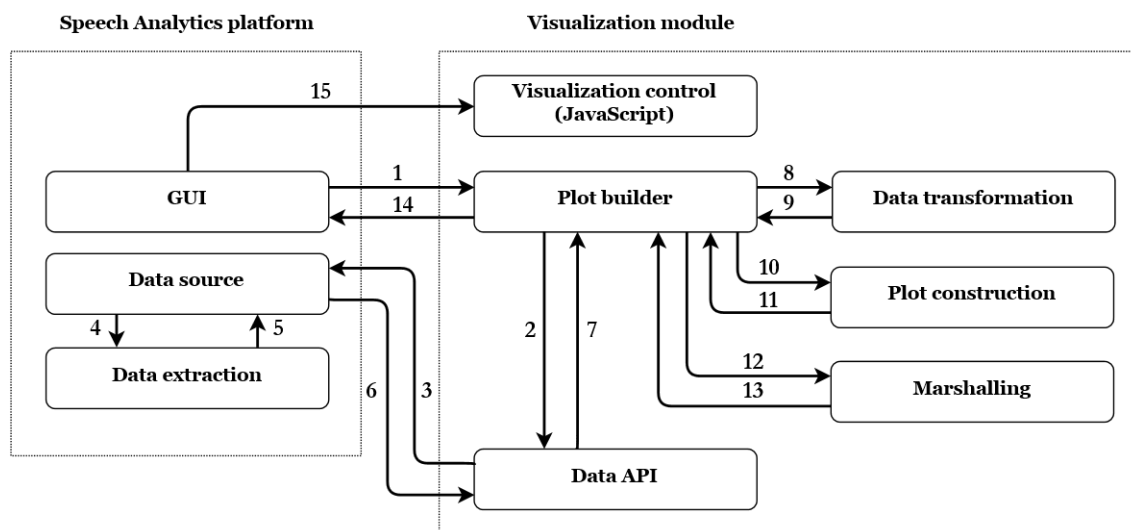 Speech Analytics platform
Visualization module
15
Visualization control
(JavaScript)
1
8
GUI
Plot builder
Data transformation
14
9
Data source
10
Plot construction
11
4
5
2
7
Data extraction
6
3
12
Marshalling
13
Data API